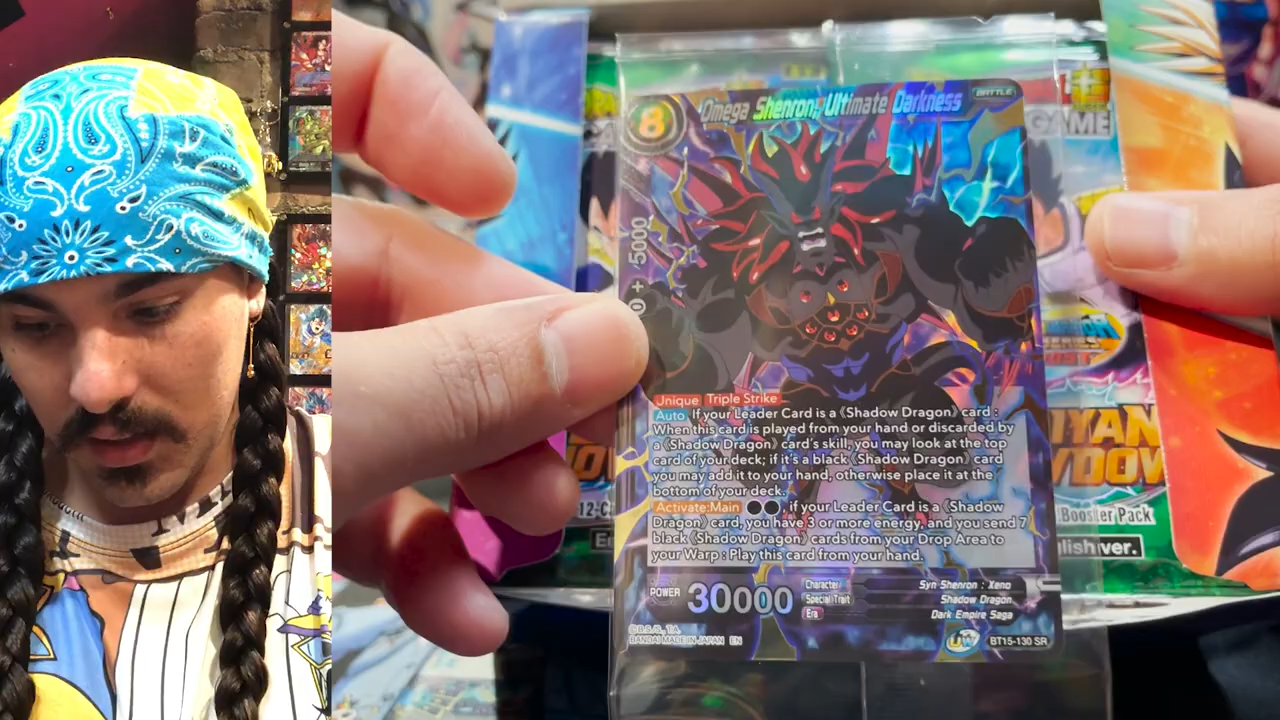 8
Omega Shenron, Ultimate Darkness
BATTLE
GAME
0 + 5000
Unique Triple Strike
Auto If your Leader Card is a 《Shadow Dragon》 card :
When this card is played from your hand or discarded by
a 《Shadow Dragon》 card's skill, you may look at the top
card of your deck; if it's a black 《Shadow Dragon》 card
you may add it to your hand, otherwise place it at the
bottom of your deck.
Activate:Main ●●, if your Leader Card is a 《Shadow
Dragon》 card, you have 3 or more energy, and you send 7
black 《Shadow Dragon》 cards from your Drop Area to
your Warp : Play this card from your hand.
POWER 30000
Character Syn Shenron : Xeno
Special Trait Shadow Dragon
Era Dark Empire Saga
©B.S./S., T.A.
BANDAI MADE IN JAPAN EN
UW
BT15-130 SR
IYAN
WDOW
Booster Pack
lish ver.
12-C